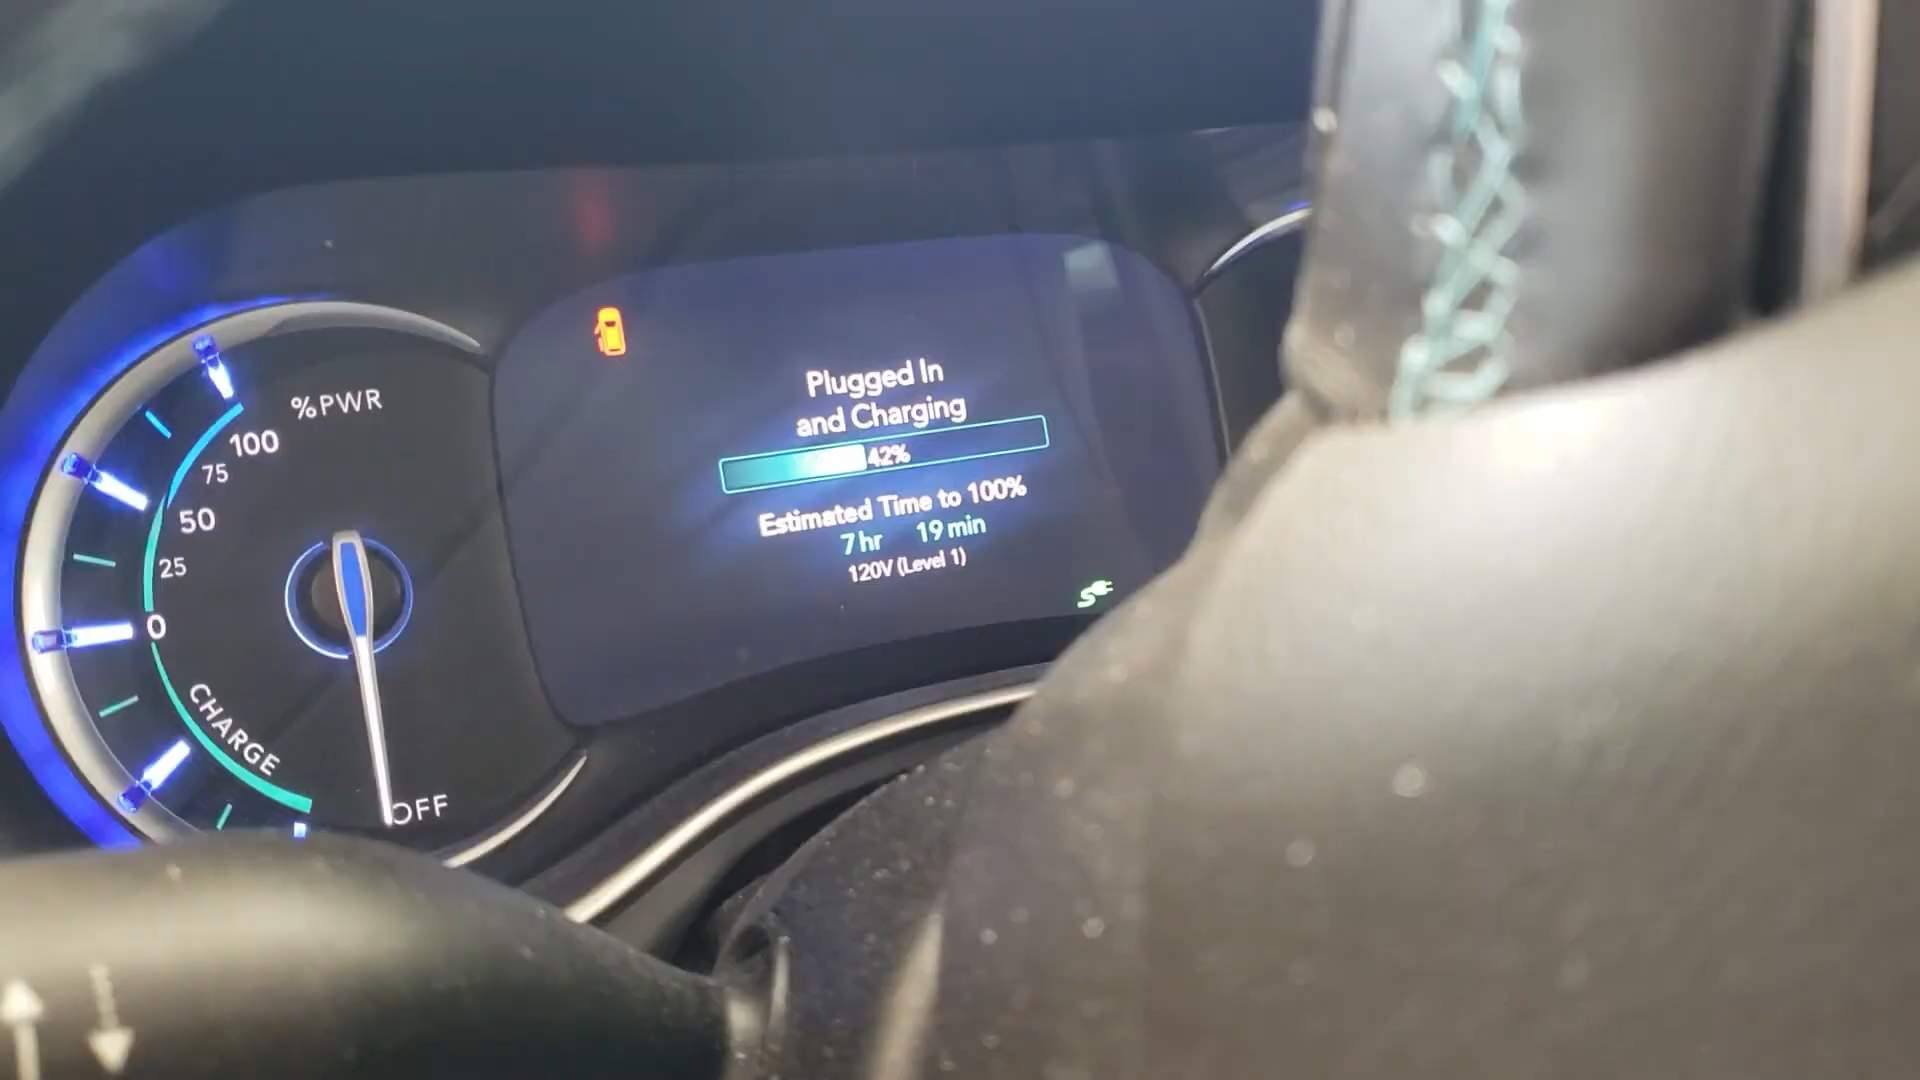 %PWR
100
75
50
25
0
CHARGE
OFF
Plugged In
and Charging
42%
Estimated Time to 100%
7 hr 19 min
120V (Level 1)